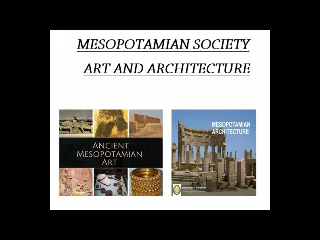 MESOPOTAMIAN SOCIETY
ART AND ARCHITECTURE
ANCIENT
MESOPOTAMIAN
ART
MESOPOTAMIAN
ARCHITECTURE